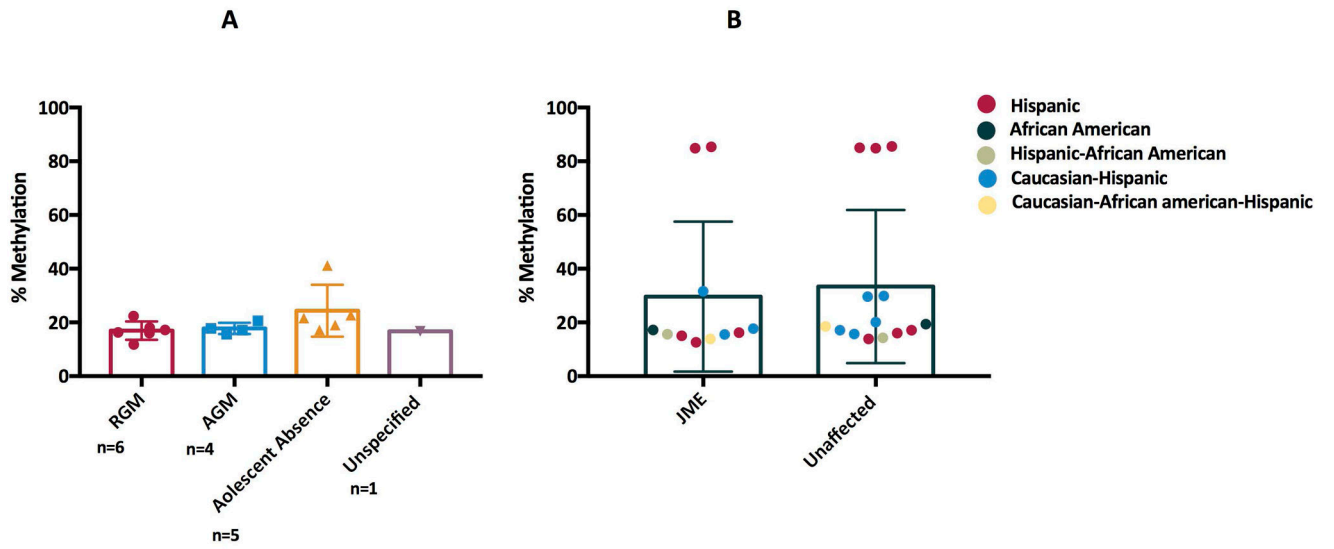 A
% Methylation
100
80
60
40
20
0
RGM
AGM
Aolescent Absence
Unspecified
n=6
n=4
n=5
n=1
B
% Methylation
100
80
60
40
20
0
JME
Unaffected
Hispanic
African American
Hispanic-African American
Caucasian-Hispanic
Caucasian-African american-Hispanic